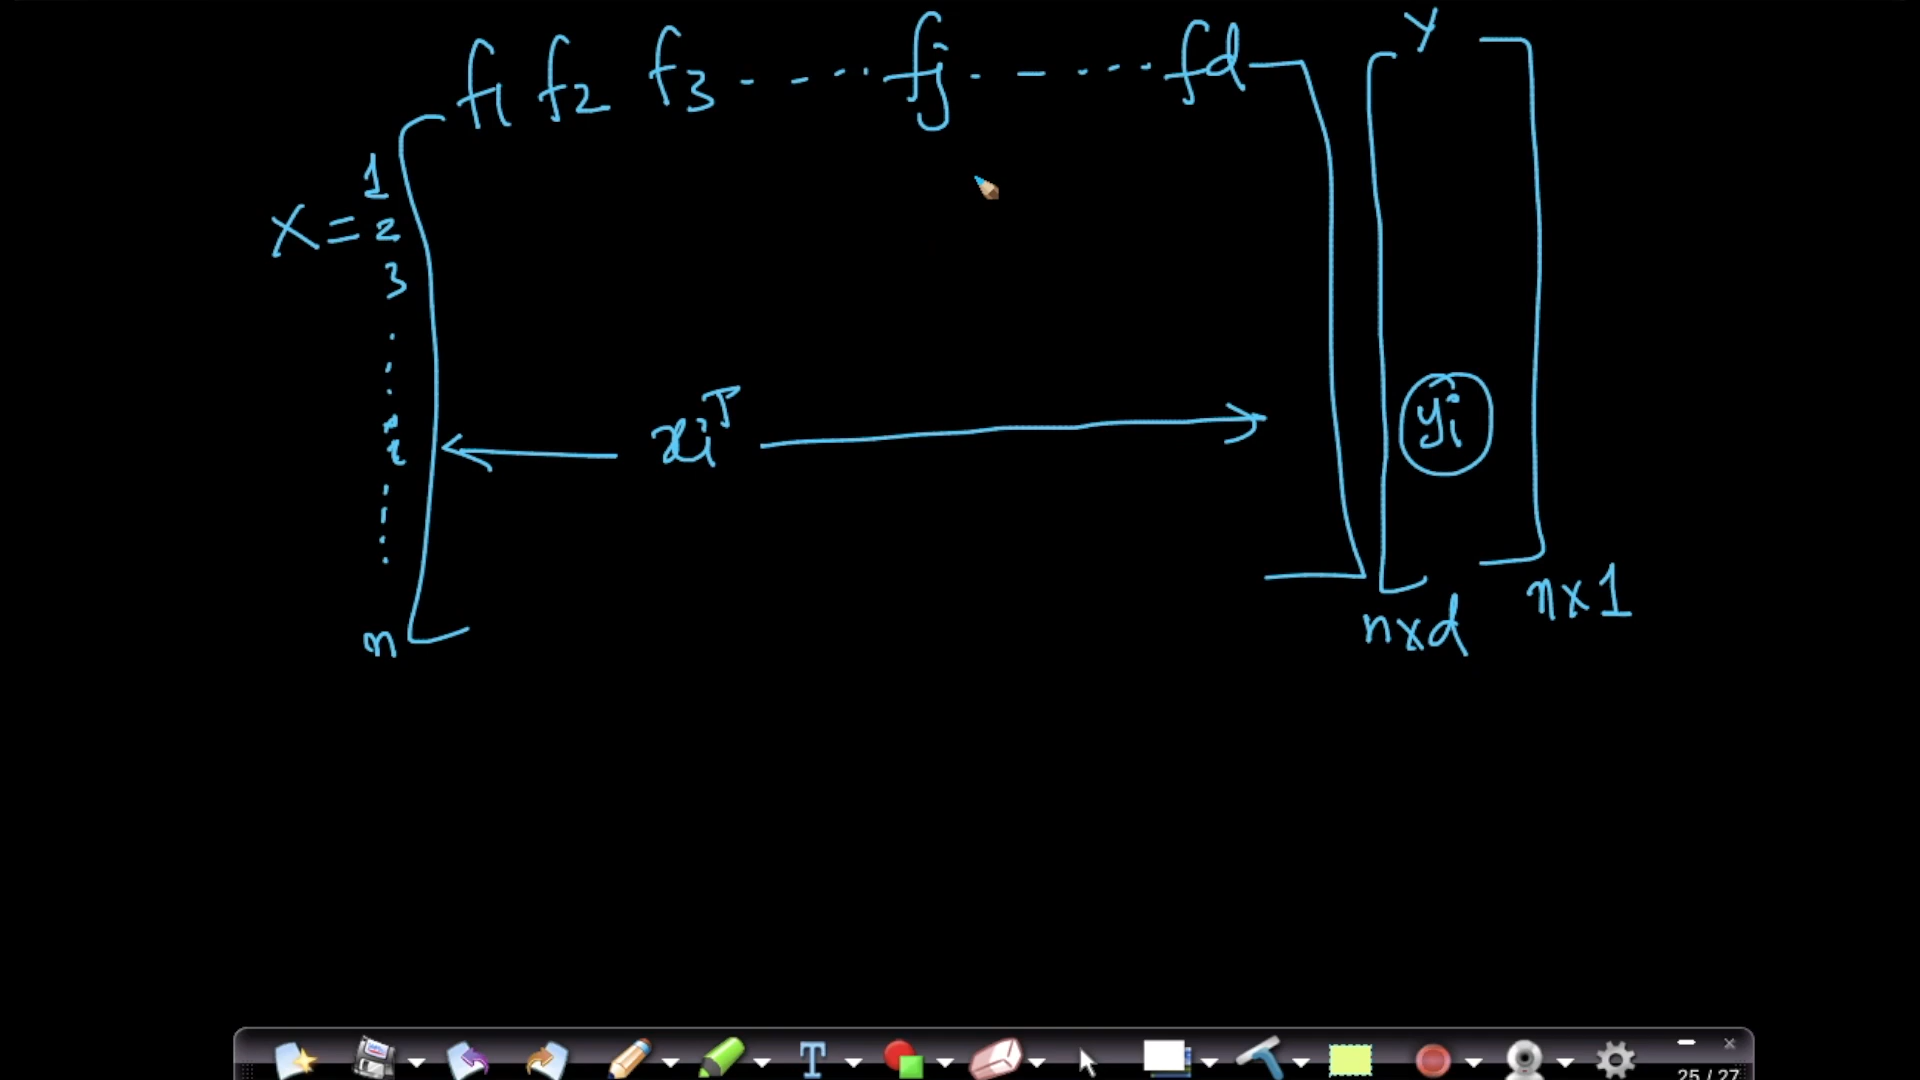 f1 f2 f3 . - - ... fj . - . ... fd
Y
1
X = 2
3
i
xi^T
yi
n
n x d
n x 1
T
25 / 27